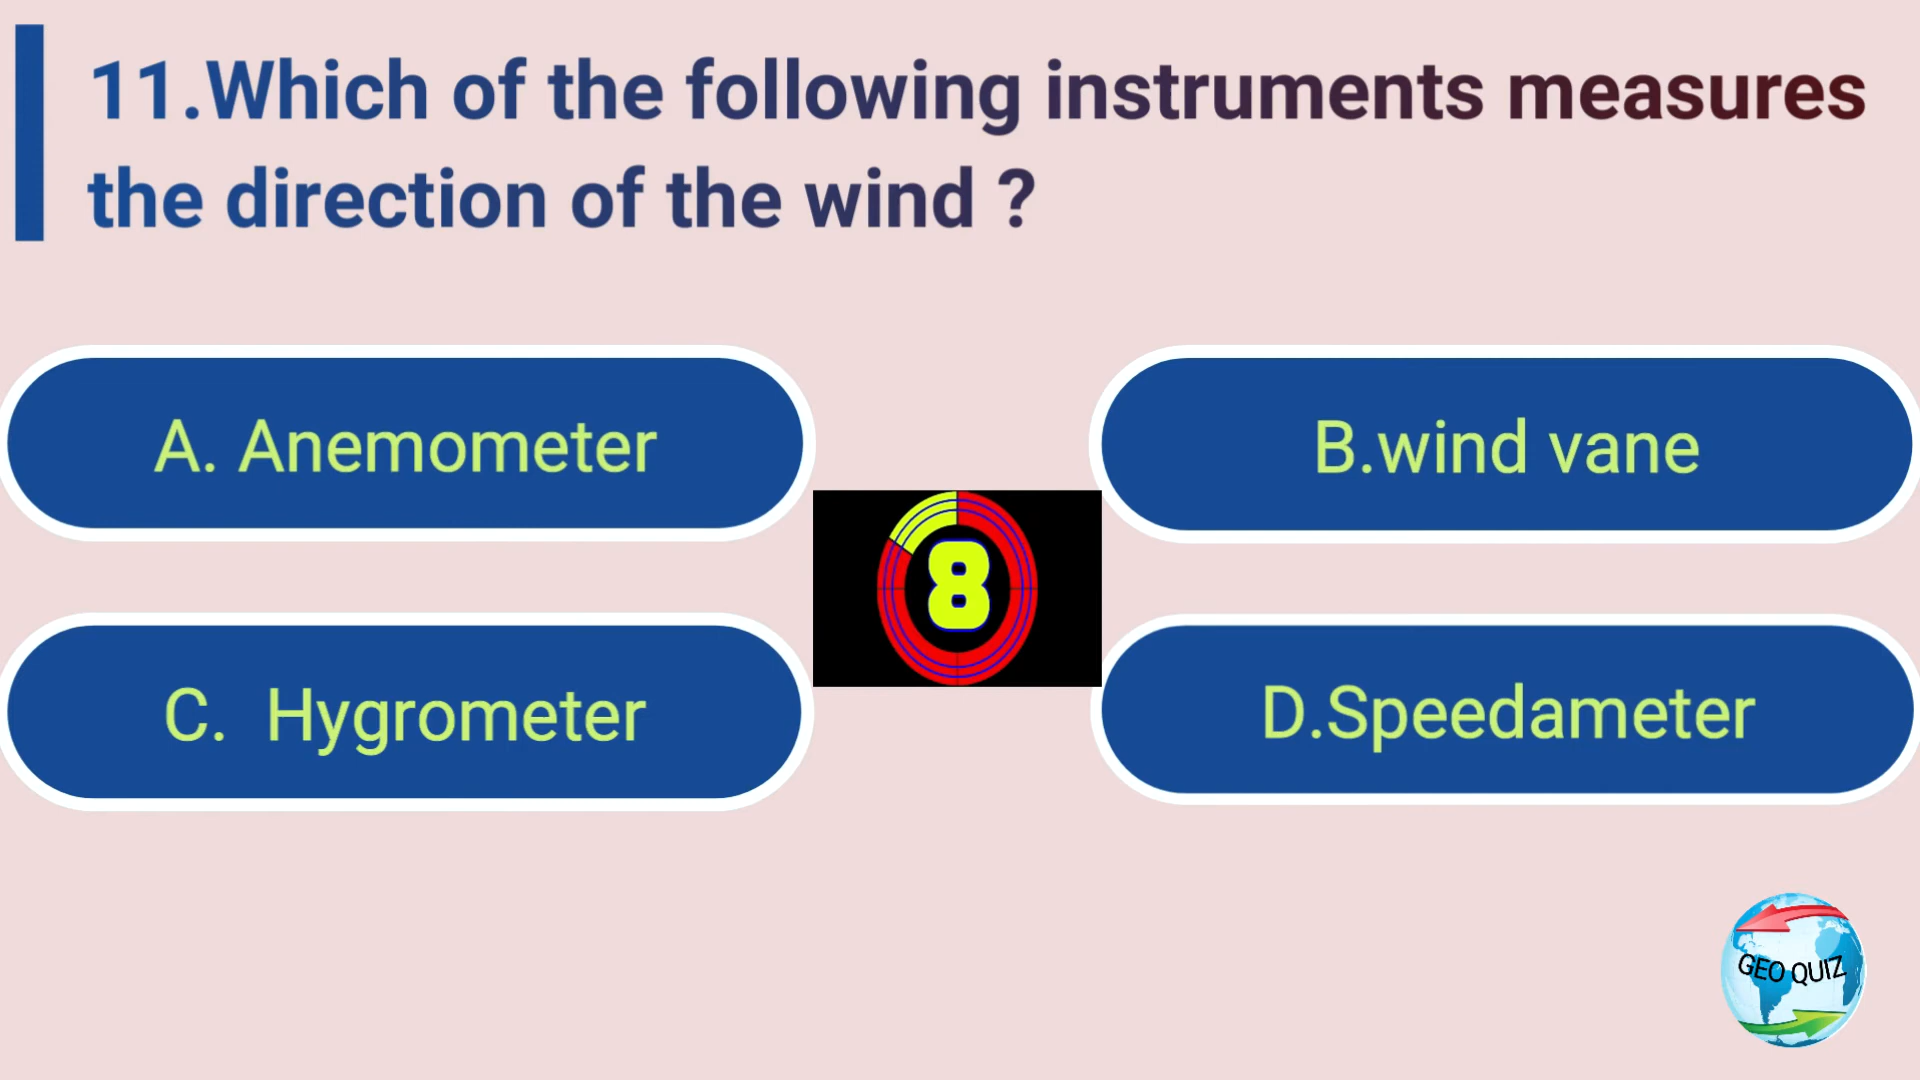 11.Which of the following instruments measures
the direction of the wind ?
A. Anemometer
B.wind vane
8
C.  Hygrometer
D.Speedameter
GEO QUIZ